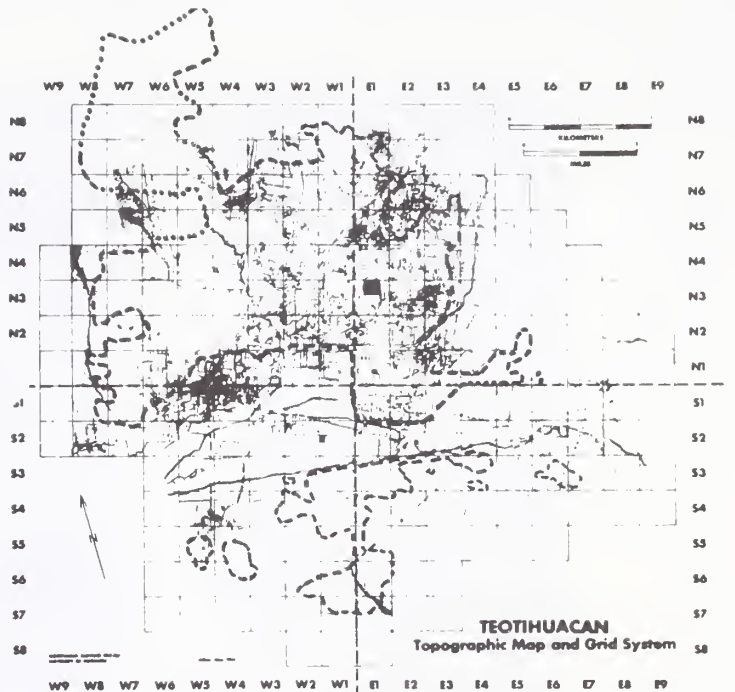 W9 W8 W7 W6 W5 W4 W3 W2 W1 E1 E2 E3 E4 E5 E6 E7 E8 E9
N8 N8
KILOMETERS
N7 N7
MILES
N6 N6
N5 N5
N4 N4
N3 N3
N2 N2
N1
S1 S1
S2 S2
S3 S3
S4 S4
N
S5 S5
S6 S6
S7 S7
TEOTIHUACAN
Topographic Map and Grid System
S8 S8
W9 W8 W7 W6 W5 W4 W3 W2 W1 E1 E2 E3 E4 E5 E6 E7 E8 E9